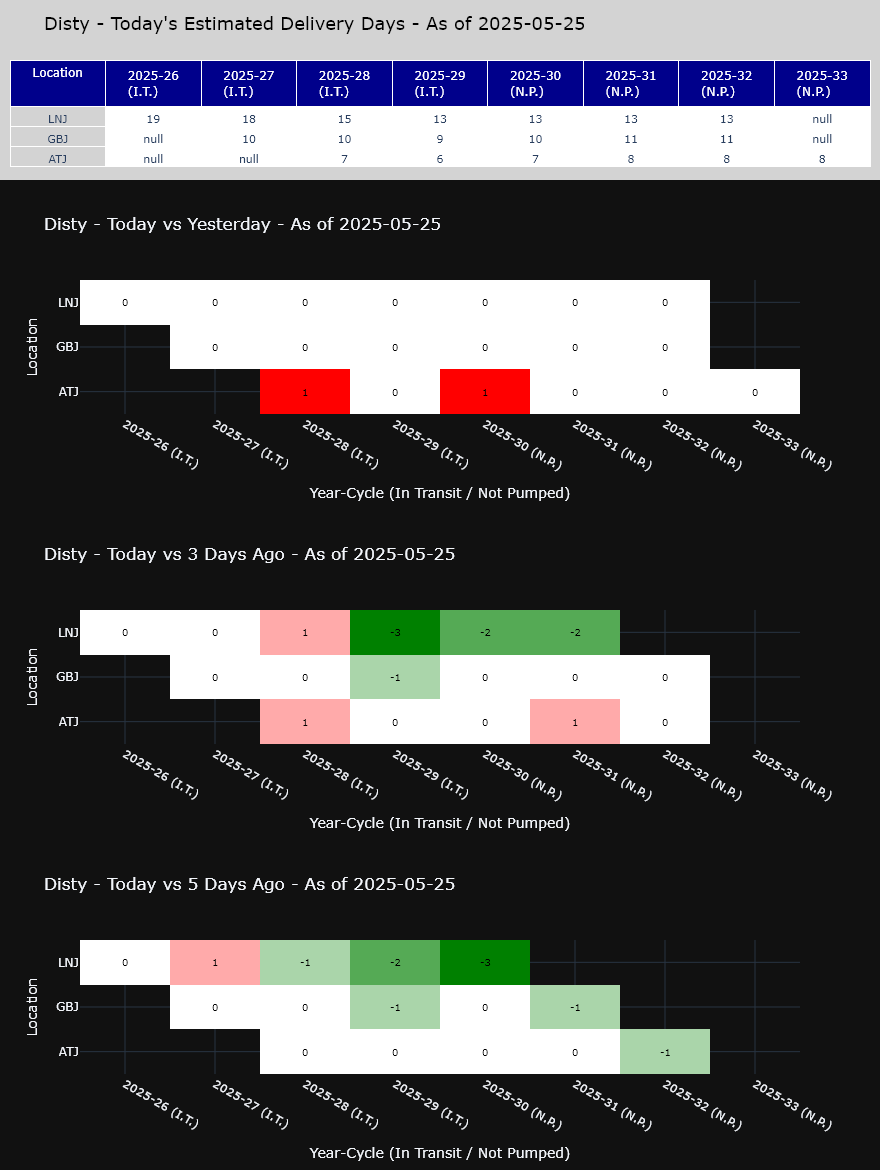 Disty - Today's Estimated Delivery Days - As of 2025-05-25
Location 2025-26 (I.T.) 2025-27 (I.T.) 2025-28 (I.T.) 2025-29 (I.T.) 2025-30 (N.P.) 2025-31 (N.P.) 2025-32 (N.P.) 2025-33 (N.P.)
LNJ 19 18 15 13 13 13 13 null
GBJ null 10 10 9 10 11 11 null
ATJ null null 7 6 7 8 8 8
Disty - Today vs Yesterday - As of 2025-05-25
Location
LNJ 0 0 0 0 0 0 0
GBJ 0 0 0 0 0 0
ATJ 1 0 1 0 0 0
2025-26 (I.T.) 2025-27 (I.T.) 2025-28 (I.T.) 2025-29 (I.T.) 2025-30 (N.P.) 2025-31 (N.P.) 2025-32 (N.P.) 2025-33 (N.P.)
Year-Cycle (In Transit / Not Pumped)
Disty - Today vs 3 Days Ago - As of 2025-05-25
Location
LNJ 0 0 1 -3 -2 -2
GBJ 0 0 -1 0 0 0
ATJ 1 0 0 1 0
2025-26 (I.T.) 2025-27 (I.T.) 2025-28 (I.T.) 2025-29 (I.T.) 2025-30 (N.P.) 2025-31 (N.P.) 2025-32 (N.P.) 2025-33 (N.P.)
Year-Cycle (In Transit / Not Pumped)
Disty - Today vs 5 Days Ago - As of 2025-05-25
Location
LNJ 0 1 -1 -2 -3
GBJ 0 0 -1 0 -1
ATJ 0 0 0 0 -1
2025-26 (I.T.) 2025-27 (I.T.) 2025-28 (I.T.) 2025-29 (I.T.) 2025-30 (N.P.) 2025-31 (N.P.) 2025-32 (N.P.) 2025-33 (N.P.)
Year-Cycle (In Transit / Not Pumped)